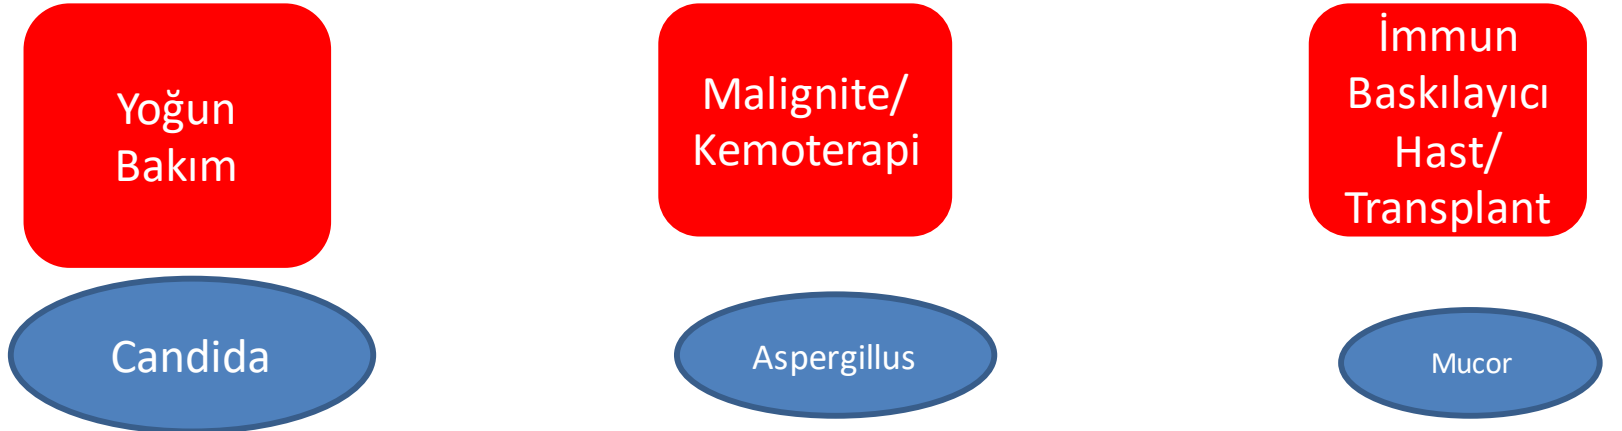 Yoğun
Bakım
Candida
Malignite/
Kemoterapi
Aspergillus
İmmun
Baskılayıcı
Hast/
Transplant
Mucor